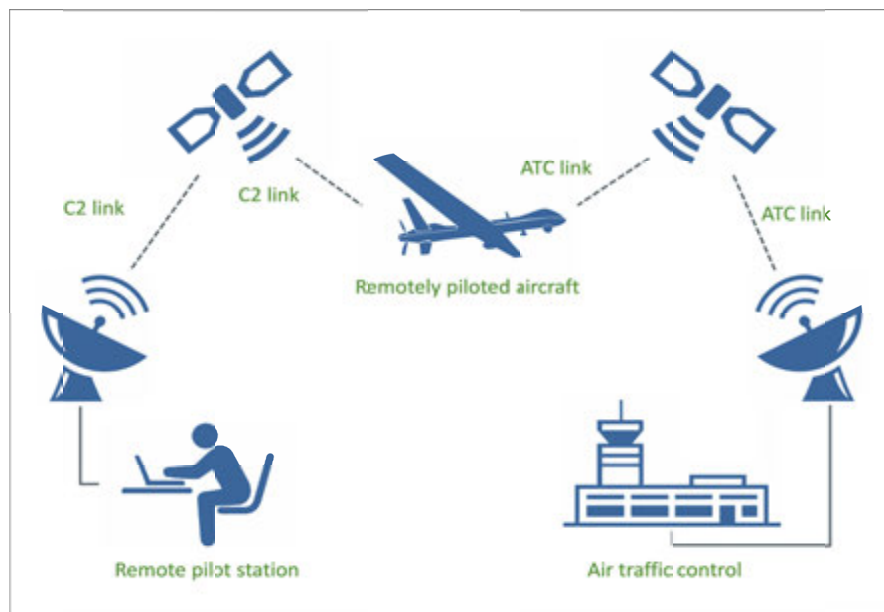 ATC link
C2 link
C2 link
ATC link
Remotely piloted aircraft
Remote pilot station
Air traffic control